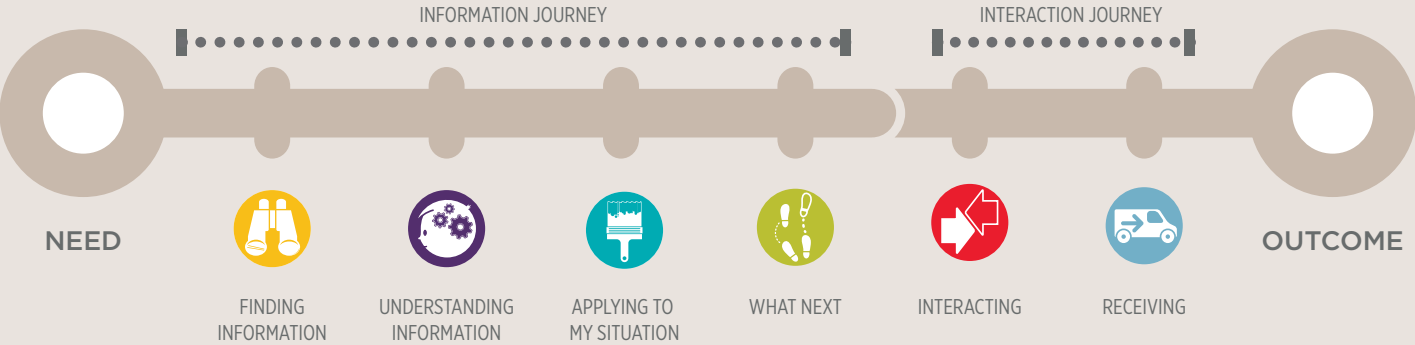 INFORMATION JOURNEY
INTERACTION JOURNEY
NEED
OUTCOME
FINDING
INFORMATION
UNDERSTANDING
INFORMATION
APPLYING TO
MY SITUATION
WHAT NEXT
INTERACTING
RECEIVING